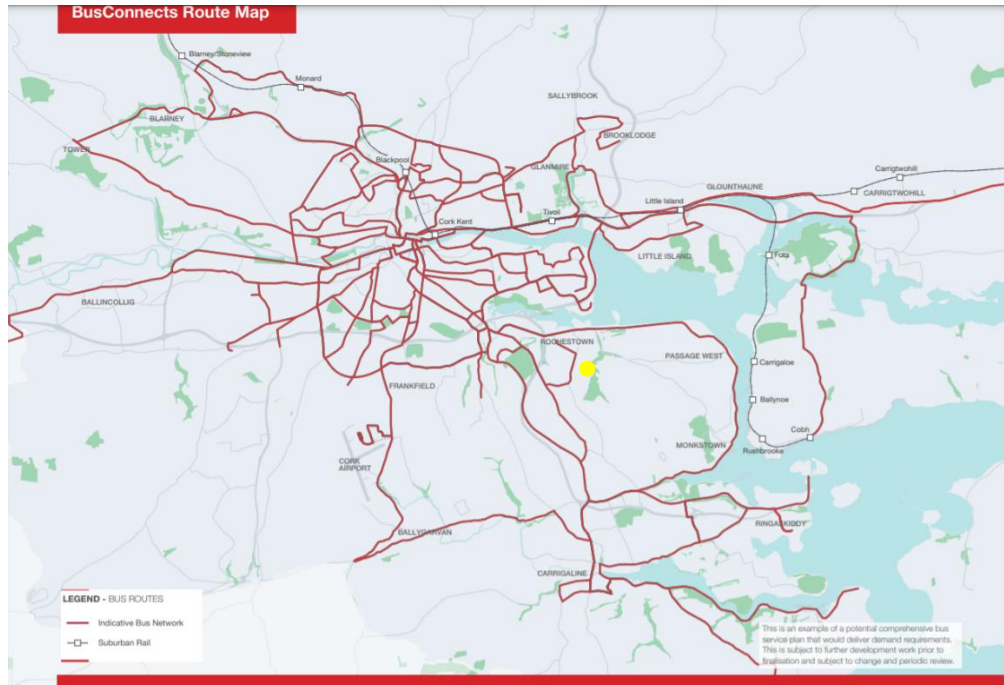 BusConnects Route Map
Blarney/Stoneview
Monard
SALLYBROOK
BLARNEY
BROOKLODGE
TOWER
Blackpool
GLANMIRE
Carrigtwohill
GLOUNTHAUNE
CARRIGTWOHILL
Little Island
Tivoli
Cork Kent
LITTLE ISLAND
Fota
BALLINCOLLIG
ROCHESTOWN
PASSAGE WEST
Carrigaloe
FRANKFIELD
Ballynoe
Cobh
MONKSTOWN
Rushbrooke
CORK
AIRPORT
RINGASKIDDY
BALLYGARVAN
CARRIGALINE
LEGEND - BUS ROUTES
Indicative Bus Network
Suburban Rail
This is an example of a potential comprehensive bus
service plan that would deliver demand requirements.
This is subject to further development work prior to
finalisation and subject to change and periodic review.